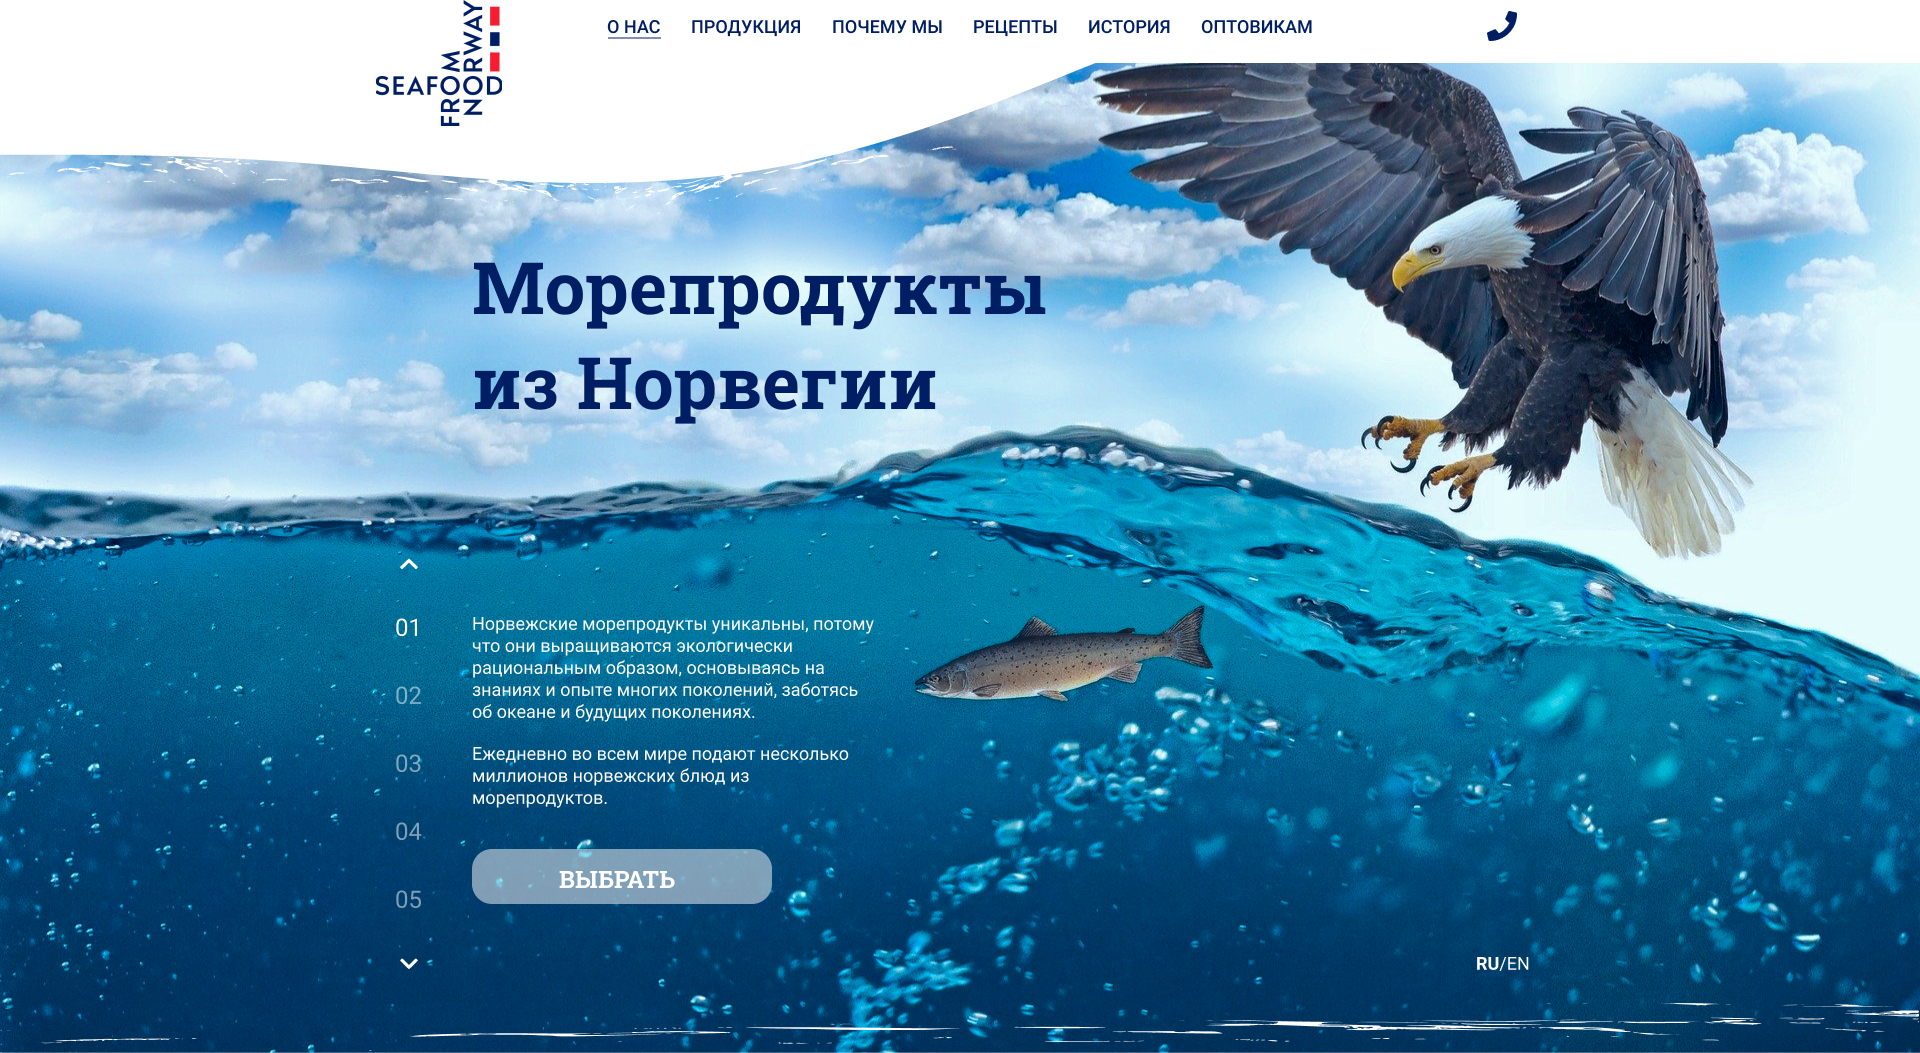 SEAFOOD
FROM
NORWAY
О НАС
ПРОДУКЦИЯ
ПОЧЕМУ МЫ
РЕЦЕПТЫ
ИСТОРИЯ
ОПТОВИКАМ
Морепродукты
из Норвегии
01
02
03
04
05
Норвежские морепродукты уникальны, потому
что они выращиваются экологически
рациональным образом, основываясь на
знаниях и опыте многих поколений, заботясь
об океане и будущих поколениях.
Ежедневно во всем мире подают несколько
миллионов норвежских блюд из
морепродуктов.
ВЫБРАТЬ
RU/EN